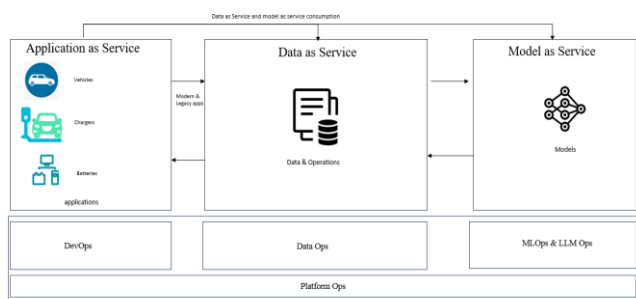 Data as Service and model as service consumption
Application as Service
Data as Service
Model as Service
Vehicles
Modern &
Legacy apps
Chargers
Data & Operations
Models
Batteries
applications
DevOps
Data Ops
MLOps & LLM Ops
Platform Ops